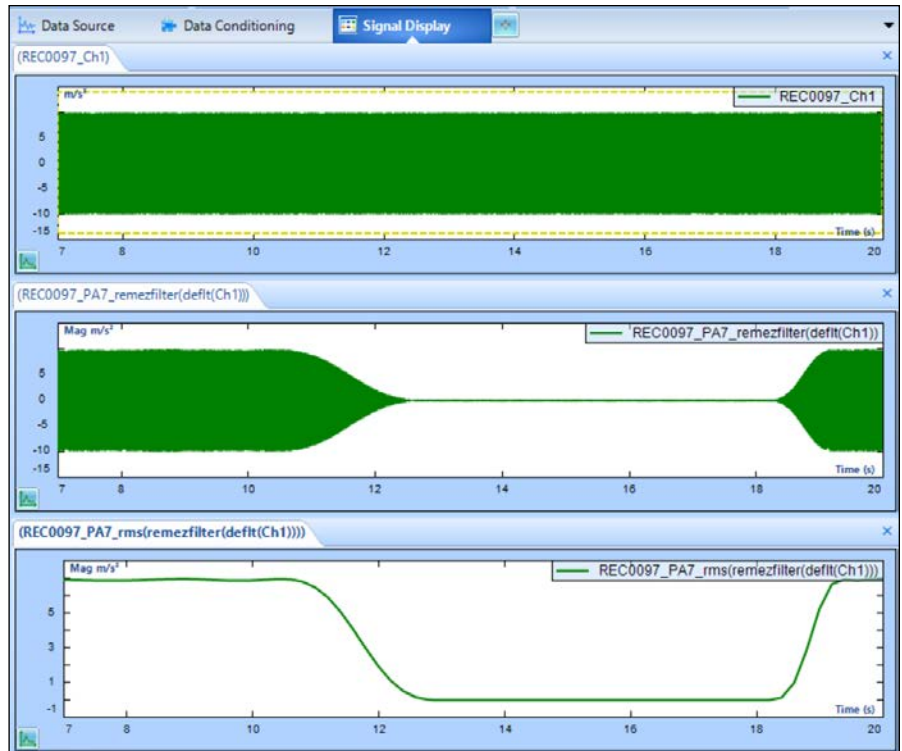 Data Source Data Conditioning Signal Display
(REC0097_Ch1)
m/s²
REC0097_Ch1
5
0
-5
-10
-15
Time (s)
7 8 10 12 14 16 18 20
(REC0097_PA7_remezfilter(deflt(Ch1)))
Mag m/s²
REC0097_PA7_remezfilter(deflt(Ch1))
5
0
-5
-10
-15
Time (s)
7 8 10 12 14 16 18 20
(REC0097_PA7_rms(remezfilter(deflt(Ch1))))
Mag m/s²
REC0097_PA7_rms(remezfilter(deflt(Ch1)))
5
3
1
-1
Time (s)
7 8 10 12 14 16 18 20